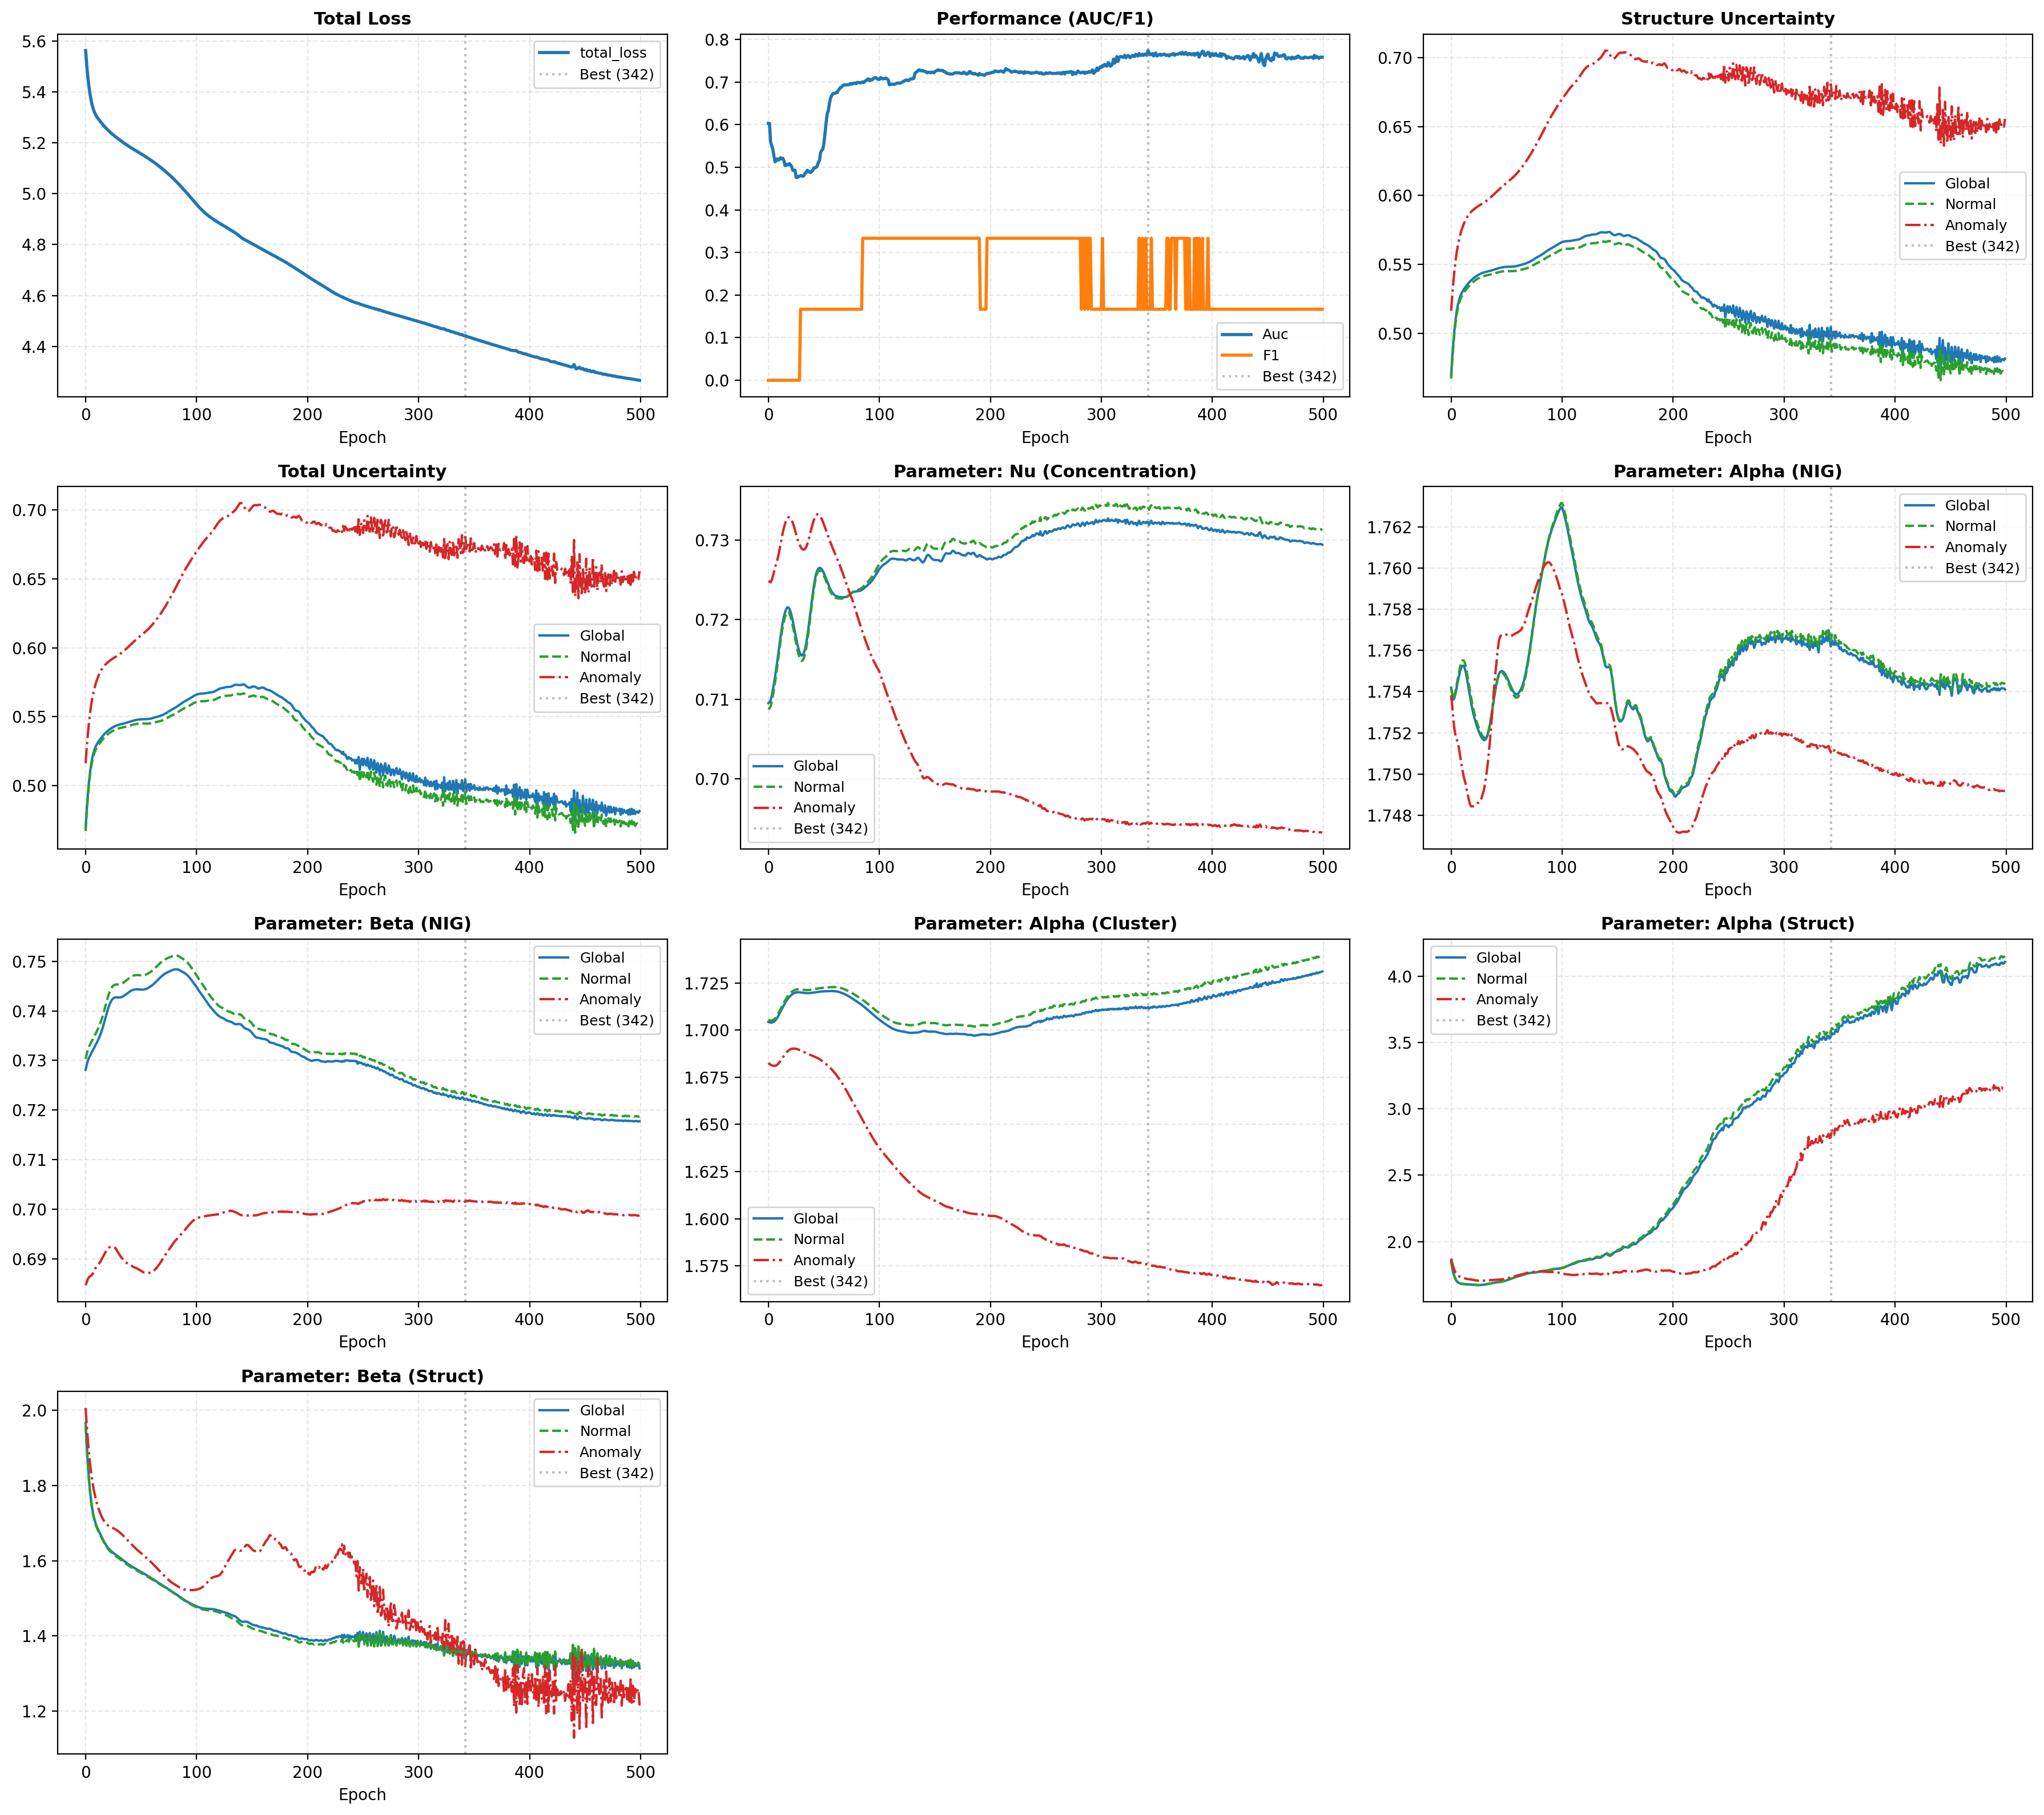 Total Loss
5.6
5.4
5.2
5.0
4.8
4.6
4.4
total_loss
Best (342)
0 100 200 300 400 500
Epoch
Performance (AUC/F1)
0.8
0.7
0.6
0.5
0.4
0.3
0.2
0.1
0.0
Auc
F1
Best (342)
0 100 200 300 400 500
Epoch
Structure Uncertainty
0.70
0.65
0.60
0.55
0.50
Global
Normal
Anomaly
Best (342)
0 100 200 300 400 500
Epoch
Total Uncertainty
0.70
0.65
0.60
0.55
0.50
Global
Normal
Anomaly
Best (342)
0 100 200 300 400 500
Epoch
Parameter: Nu (Concentration)
0.73
0.72
0.71
0.70
Global
Normal
Anomaly
Best (342)
0 100 200 300 400 500
Epoch
Parameter: Alpha (NIG)
1.762
1.760
1.758
1.756
1.754
1.752
1.750
1.748
Global
Normal
Anomaly
Best (342)
0 100 200 300 400 500
Epoch
Parameter: Beta (NIG)
0.75
0.74
0.73
0.72
0.71
0.70
0.69
Global
Normal
Anomaly
Best (342)
0 100 200 300 400 500
Epoch
Parameter: Alpha (Cluster)
1.725
1.700
1.675
1.650
1.625
1.600
1.575
Global
Normal
Anomaly
Best (342)
0 100 200 300 400 500
Epoch
Parameter: Alpha (Struct)
4.0
3.5
3.0
2.5
2.0
Global
Normal
Anomaly
Best (342)
0 100 200 300 400 500
Epoch
Parameter: Beta (Struct)
2.0
1.8
1.6
1.4
1.2
Global
Normal
Anomaly
Best (342)
0 100 200 300 400 500
Epoch